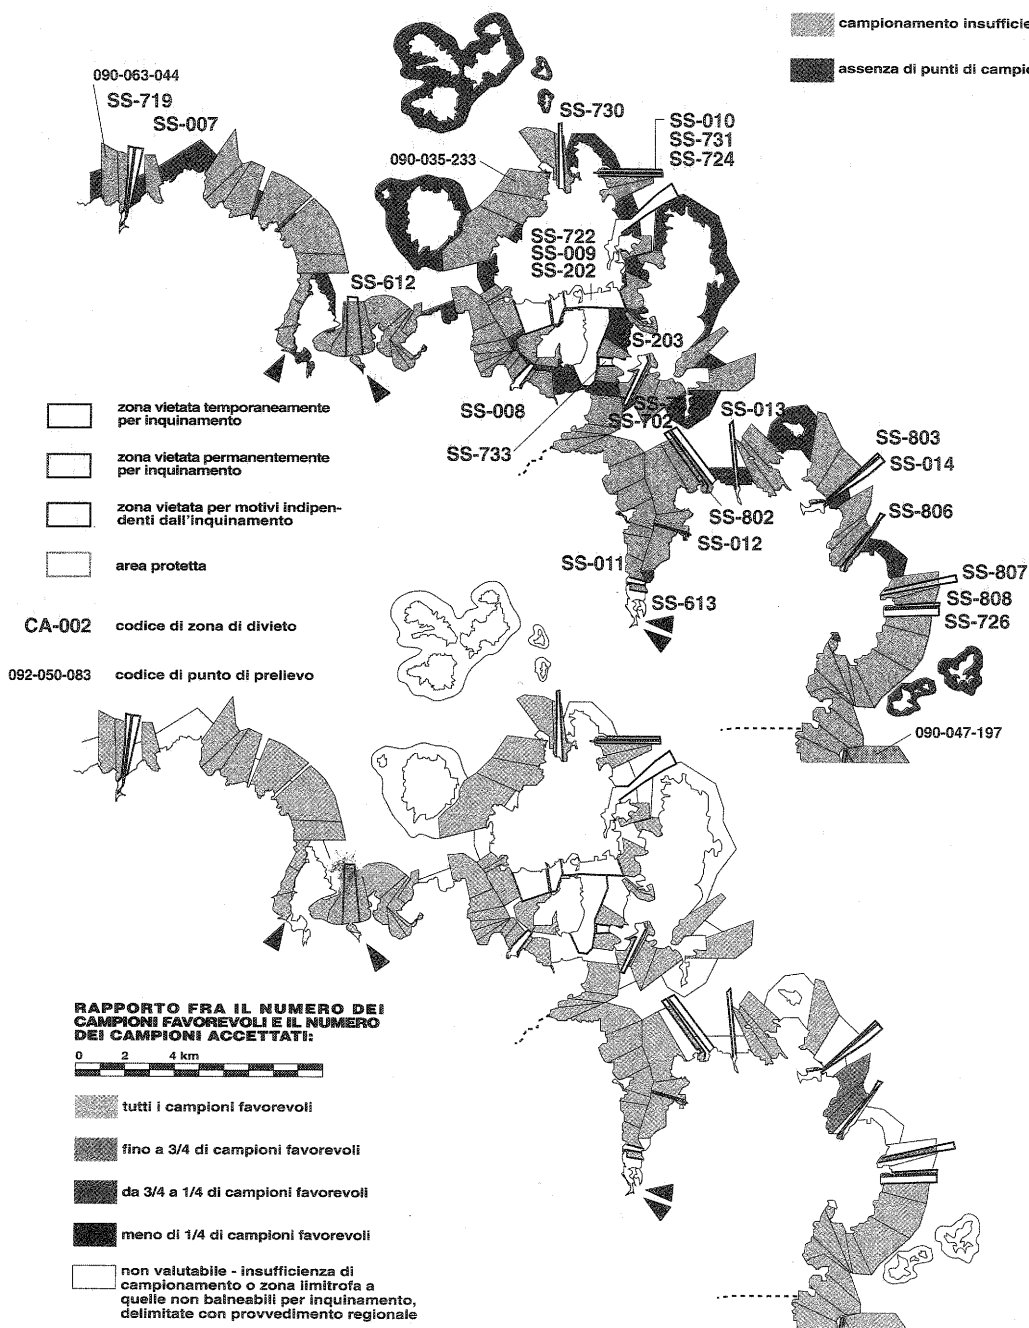 campionamento insufficie
assenza di punti di campio
090-063-044
SS-719
SS-007
SS-730
SS-010
SS-731
SS-724
090-035-233
SS-722
SS-009
SS-202
SS-612
SS-203
SS-008
SS-702
SS-013
SS-733
SS-803
SS-014
SS-802
SS-806
SS-012
SS-011
SS-807
SS-613
SS-808
SS-726
090-047-197
zona vietata temporaneamente
per inquinamento
zona vietata permanentemente
per inquinamento
zona vietata per motivi indipen-
denti dall'inquinamento
area protetta
CA-002 codice di zona di divieto
092-050-083 codice di punto di prelievo
RAPPORTO FRA IL NUMERO DEI
CAMPIONI FAVOREVOLI E IL NUMERO
DEI CAMPIONI ACCETTATI:
0 2 4 km
tutti i campioni favorevoli
fino a 3/4 di campioni favorevoli
da 3/4 a 1/4 di campioni favorevoli
meno di 1/4 di campioni favorevoli
non valutabile - insufficienza di
campionamento o zona limitrofa a
quelle non balneabili per inquinamento,
delimitate con provvedimento regionale